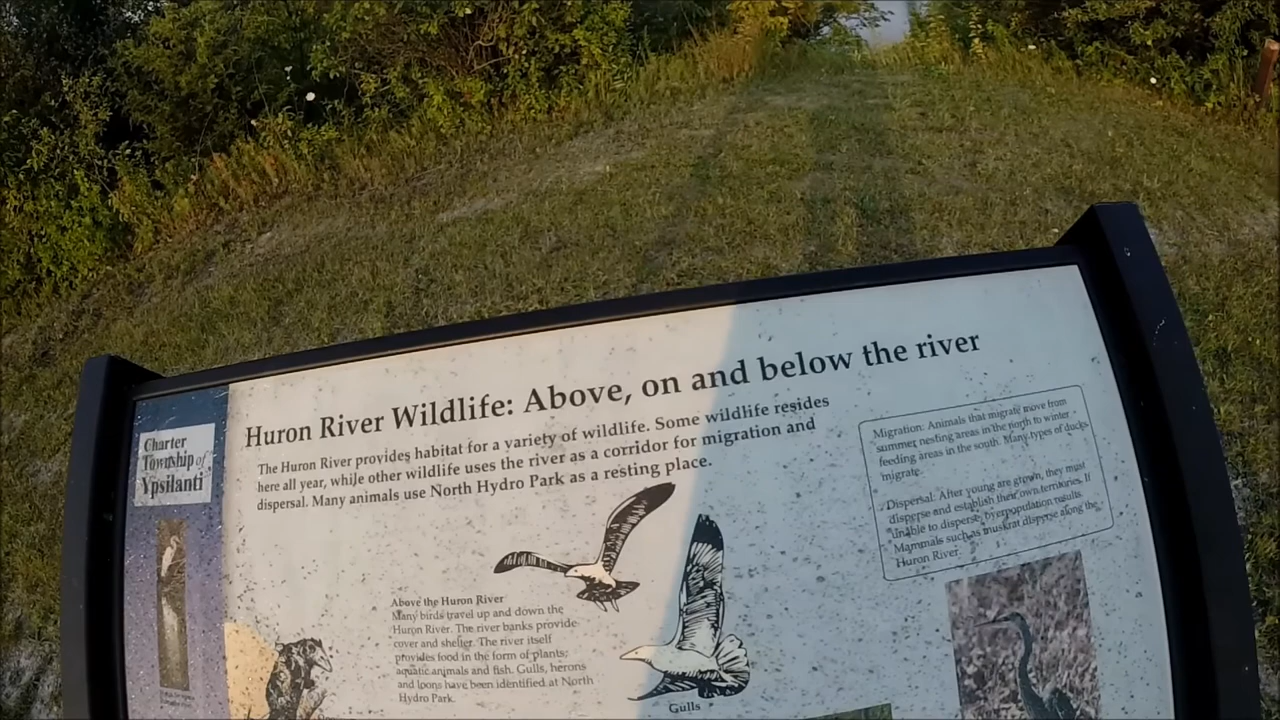 Huron River Wildlife: Above, on and below the river
Charter
Township of
Ypsilanti
The Huron River provides habitat for a variety of wildlife. Some wildlife resides
here all year, while other wildlife uses the river as a corridor for migration and
dispersal. Many animals use North Hydro Park as a resting place.
Migration: Animals that migrate move from
summer nesting areas in the north to winter
feeding areas in the south. Many types of ducks
migrate.
Dispersal: After young are grown, they must
disperse and establish their own territories. If
unable to disperse, overpopulation results.
Mammals such as muskrat disperse along the
Huron River.
Above the Huron River
Many birds travel up and down the
Huron River. The river banks provide
cover and shelter. The river itself
provides food in the form of plants;
aquatic animals and fish. Gulls, herons
and loons have been identified at North
Hydro Park.
Gulls